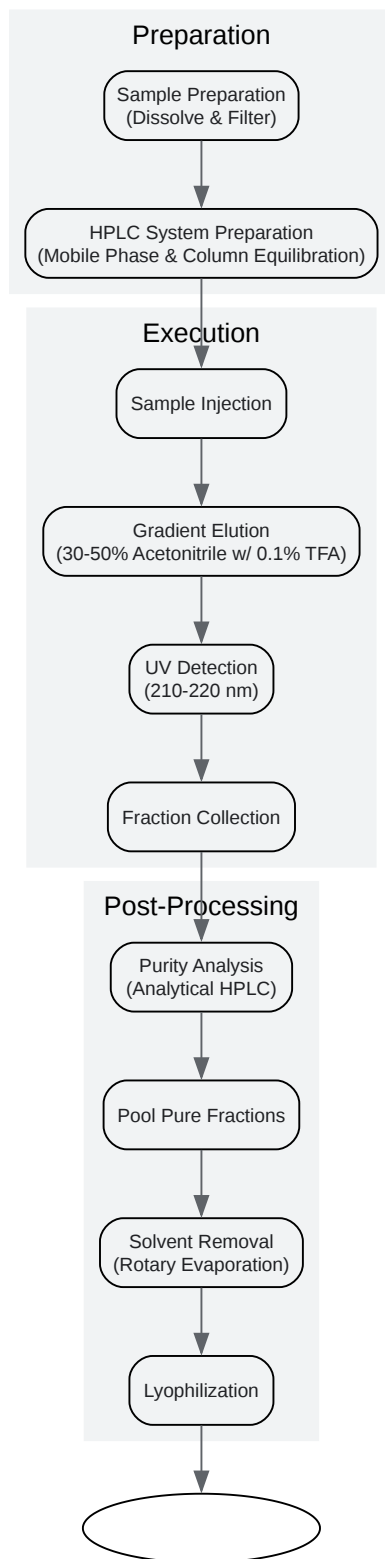 Preparation
Sample Preparation
(Dissolve & Filter)
HPLC System Preparation
(Mobile Phase & Column Equilibration)
Execution
Sample Injection
Gradient Elution
(30-50% Acetonitrile w/ 0.1% TFA)
UV Detection
(210-220 nm)
Fraction Collection
Post-Processing
Purity Analysis
(Analytical HPLC)
Pool Pure Fractions
Solvent Removal
(Rotary Evaporation)
Lyophilization